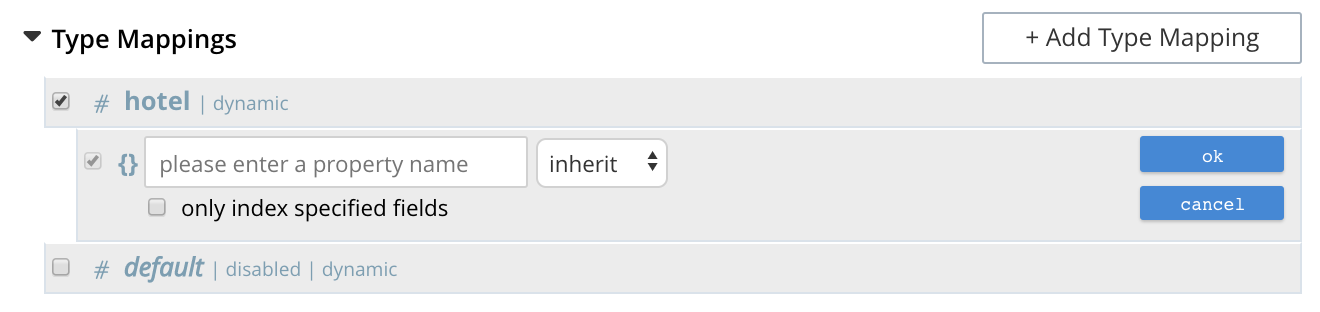 Type Mappings
+ Add Type Mapping
# hotel | dynamic
{} please enter a property name inherit ok
only index specified fields cancel
# default | disabled | dynamic